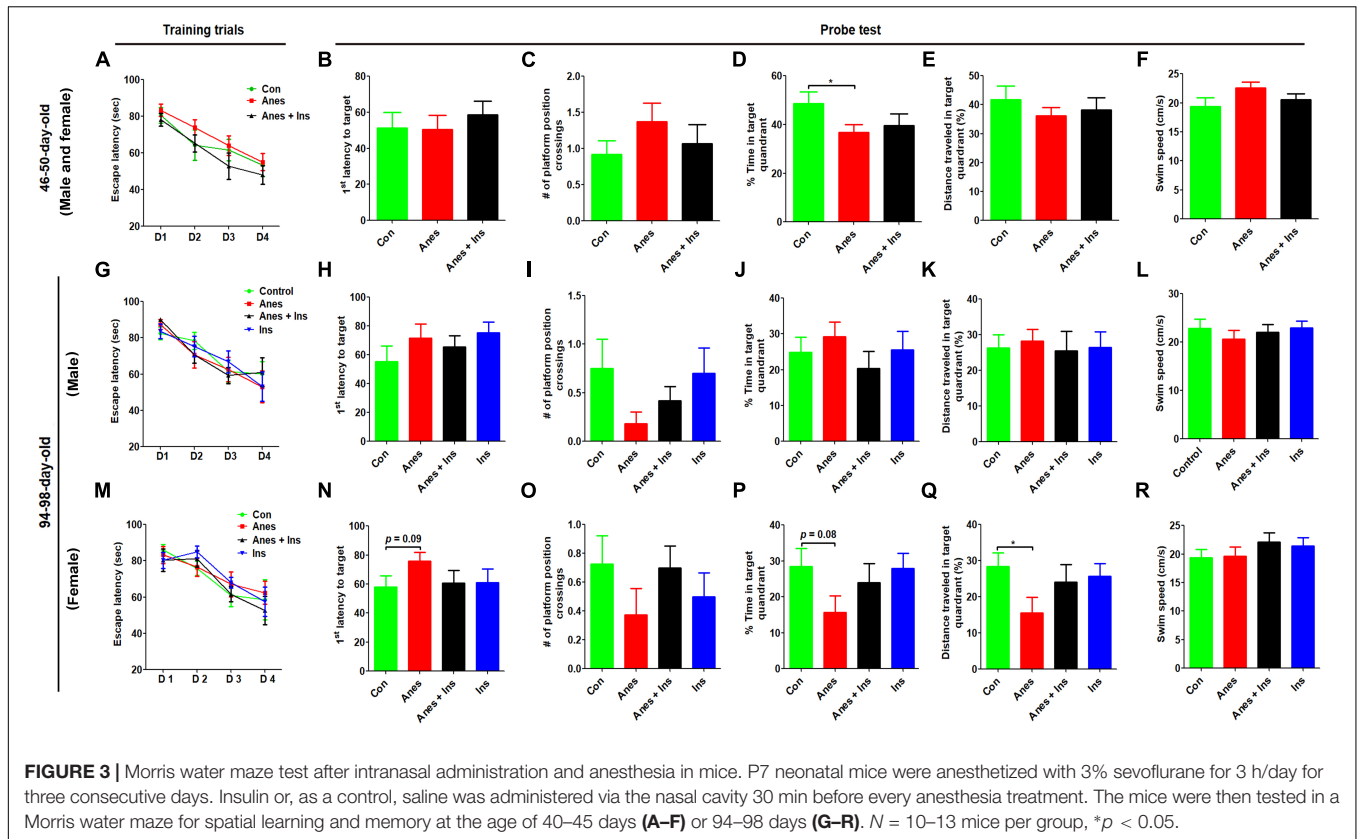 Training trials
Probe test
46-50-day-old
(Male and female)
A
Escape latency (sec)
100
80
60
40
20
D1 D2 D3 D4
Con
Anes
Anes + Ins
B
1st latency to target
100
80
60
40
20
0
Con Anes Anes + Ins
C
# of platform position
crossings
2.0
1.5
1.0
0.5
0.0
Con Anes Anes + Ins
D
% Time in target
quadrant
60
40
20
0
*
Con Anes Anes + Ins
E
Distance traveled in target
quardrant (%)
50
40
30
20
10
0
Con Anes Anes + Ins
F
Swim speed (cm/s)
25
20
15
10
5
0
Con Anes Anes + Ins
94-98-day-old
(Male)
G
Escape latency (sec)
100
80
60
40
20
D1 D2 D3 D4
Control
Anes
Anes + Ins
Ins
H
1st latency to target
100
80
60
40
20
0
Con Anes Anes + Ins Ins
I
# of platform position
crossings
1.5
1.0
0.5
0.0
Con Anes Anes + Ins Ins
J
% Time in target
quadrant
40
30
20
10
0
Con Anes Anes + Ins Ins
K
Distance traveled in target
quardrant (%)
40
30
20
10
0
Con Anes Anes + Ins Ins
L
Swim speed (cm/s)
30
20
10
0
Control Anes Anes + Ins Ins
(Female)
M
Escape latency (sec)
100
80
60
40
20
D 1 D 2 D 3 D 4
Con
Anes
Anes + Ins
Ins
N
1st latency to target
100
80
60
40
20
0
p = 0.09
Con Anes Anes + Ins Ins
O
# of platform position
crossings
1.0
0.8
0.6
0.4
0.2
0.0
Con Anes Anes + Ins Ins
P
% Time in target
quadrant
40
30
20
10
0
p = 0.08
Con Anes Anes + Ins Ins
Q
Distance traveled in target
quardrant (%)
40
30
20
10
0
*
Con Anes Anes + Ins Ins
R
Swim speed (cm/s)
25
20
15
10
5
0
Con Anes Anes + Ins Ins
FIGURE 3 | Morris water maze test after intranasal administration and anesthesia in mice. P7 neonatal mice were anesthetized with 3% sevoflurane for 3 h/day for
three consecutive days. Insulin or, as a control, saline was administered via the nasal cavity 30 min before every anesthesia treatment. The mice were then tested in a
Morris water maze for spatial learning and memory at the age of 40–45 days (A–F) or 94–98 days (G–R). N = 10–13 mice per group, *p < 0.05.